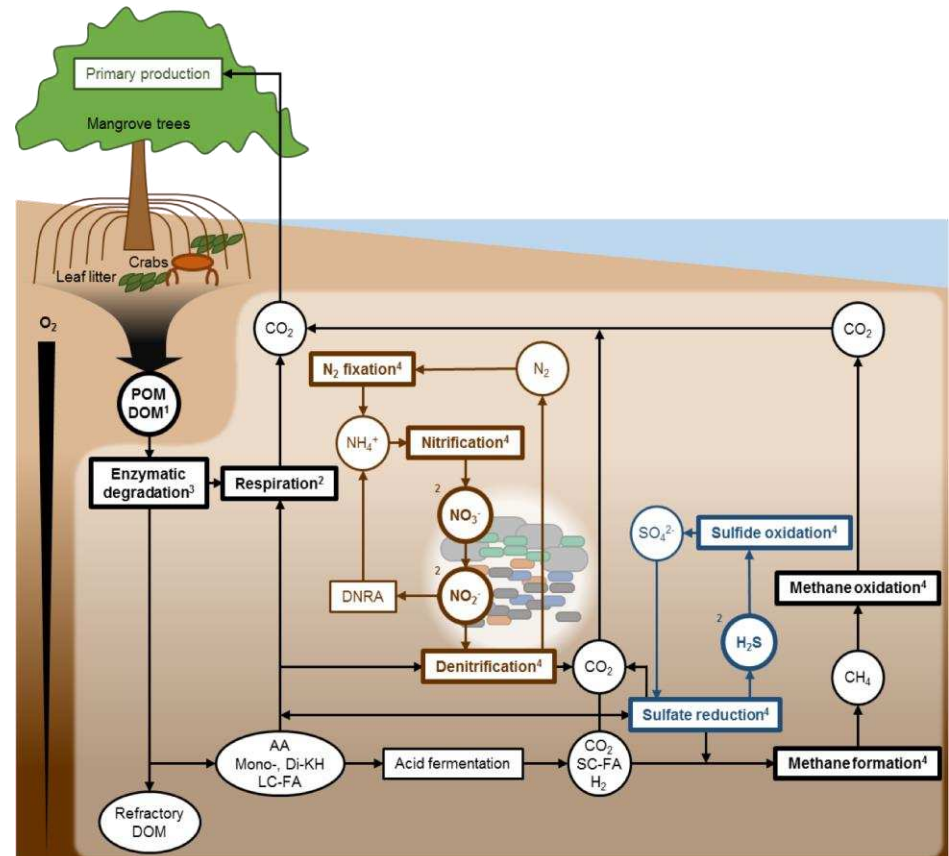 Primary production
Mangrove trees
Crabs
Leaf litter
O₂
CO₂
CO₂
N₂ fixation⁴
N₂
POM
DOM¹
NH₄⁺
Nitrification⁴
Enzymatic
degradation³
Respiration²
2
NO₃⁻
SO₄²⁻
Sulfide oxidation⁴
2
NO₂⁻
DNRA
Methane oxidation⁴
2
H₂S
Denitrification⁴
CO₂
CH₄
Sulfate reduction⁴
AA
Mono-, Di-KH
LC-FA
Acid fermentation
CO₂
SC-FA
H₂
Methane formation⁴
Refractory
DOM